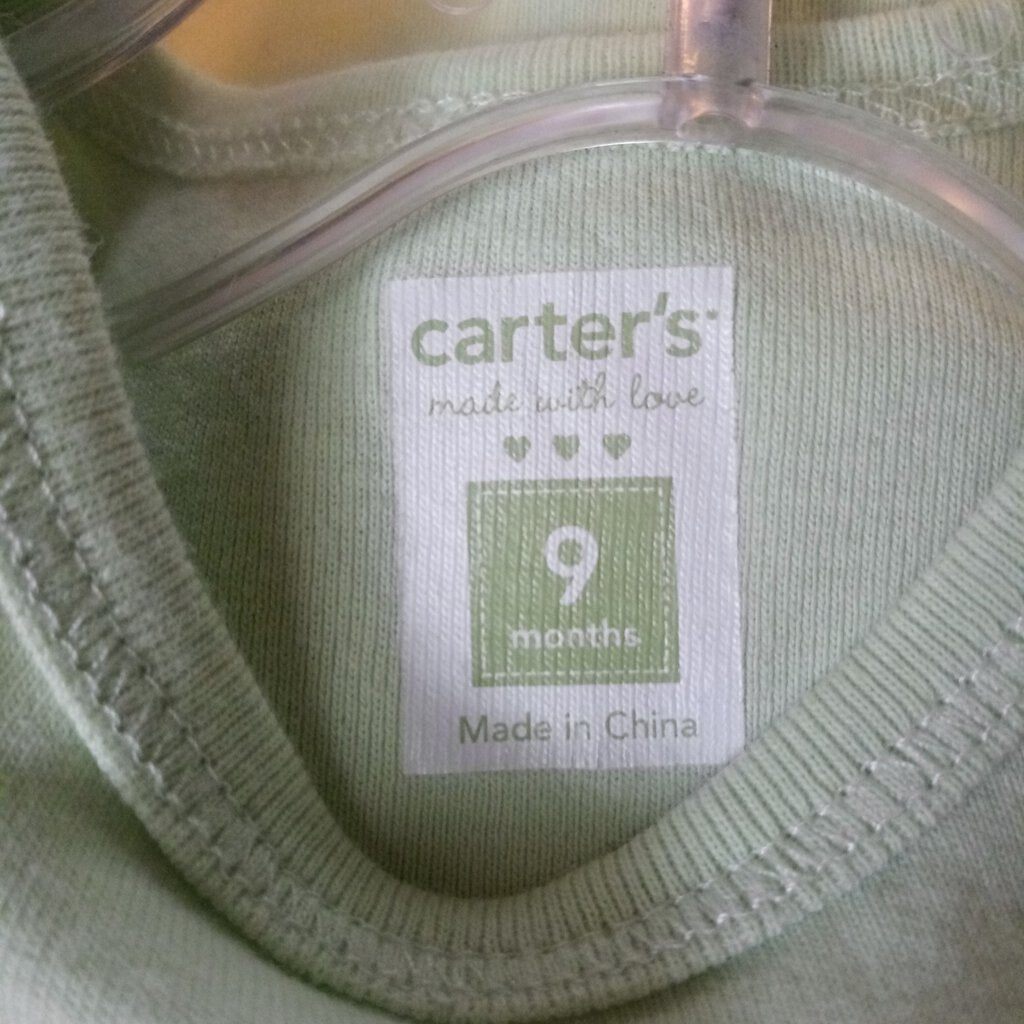 carter's
made with love
9
months
Made in China